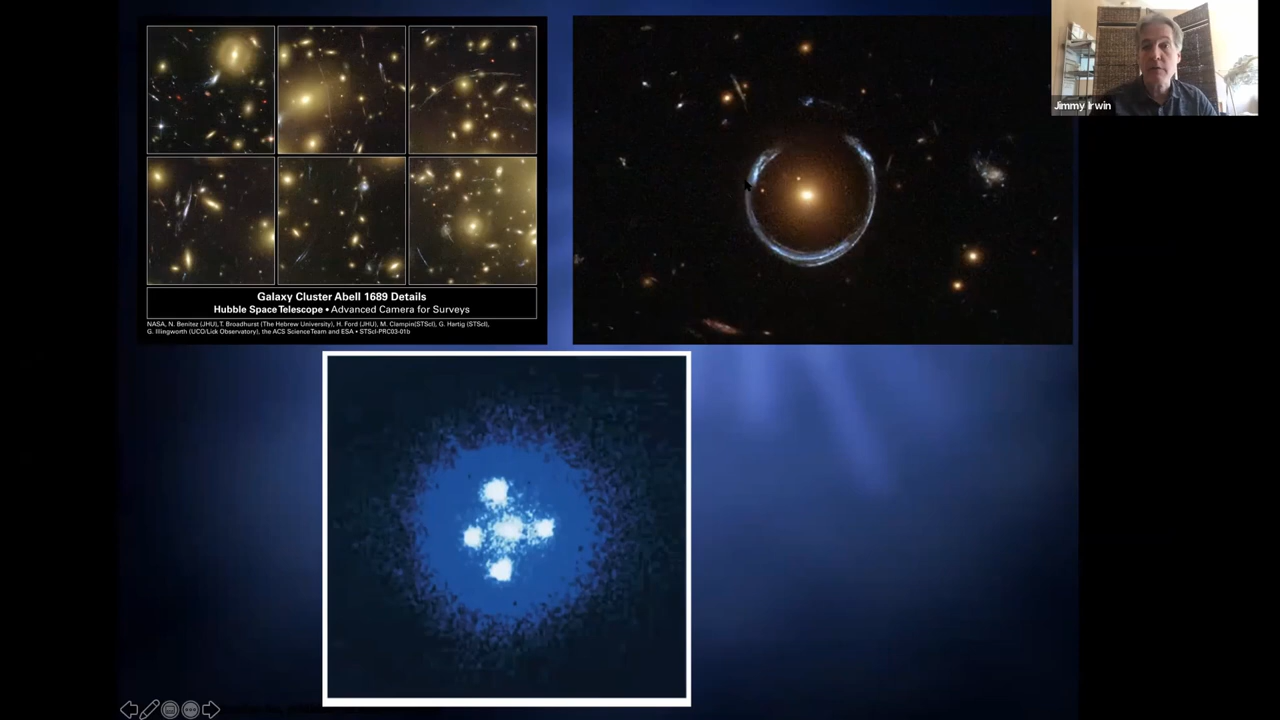 Galaxy Cluster Abell 1689 Details
Hubble Space Telescope • Advanced Camera for Surveys
NASA, N. Benitez (JHU), T. Broadhurst (The Hebrew University), H. Ford (JHU), M. Clampin(STScI), G. Hartig (STScI),
G. Illingworth (UCO/Lick Observatory), the ACS Science Team and ESA • STScI-PRC03-01b
Jimmy Irwin